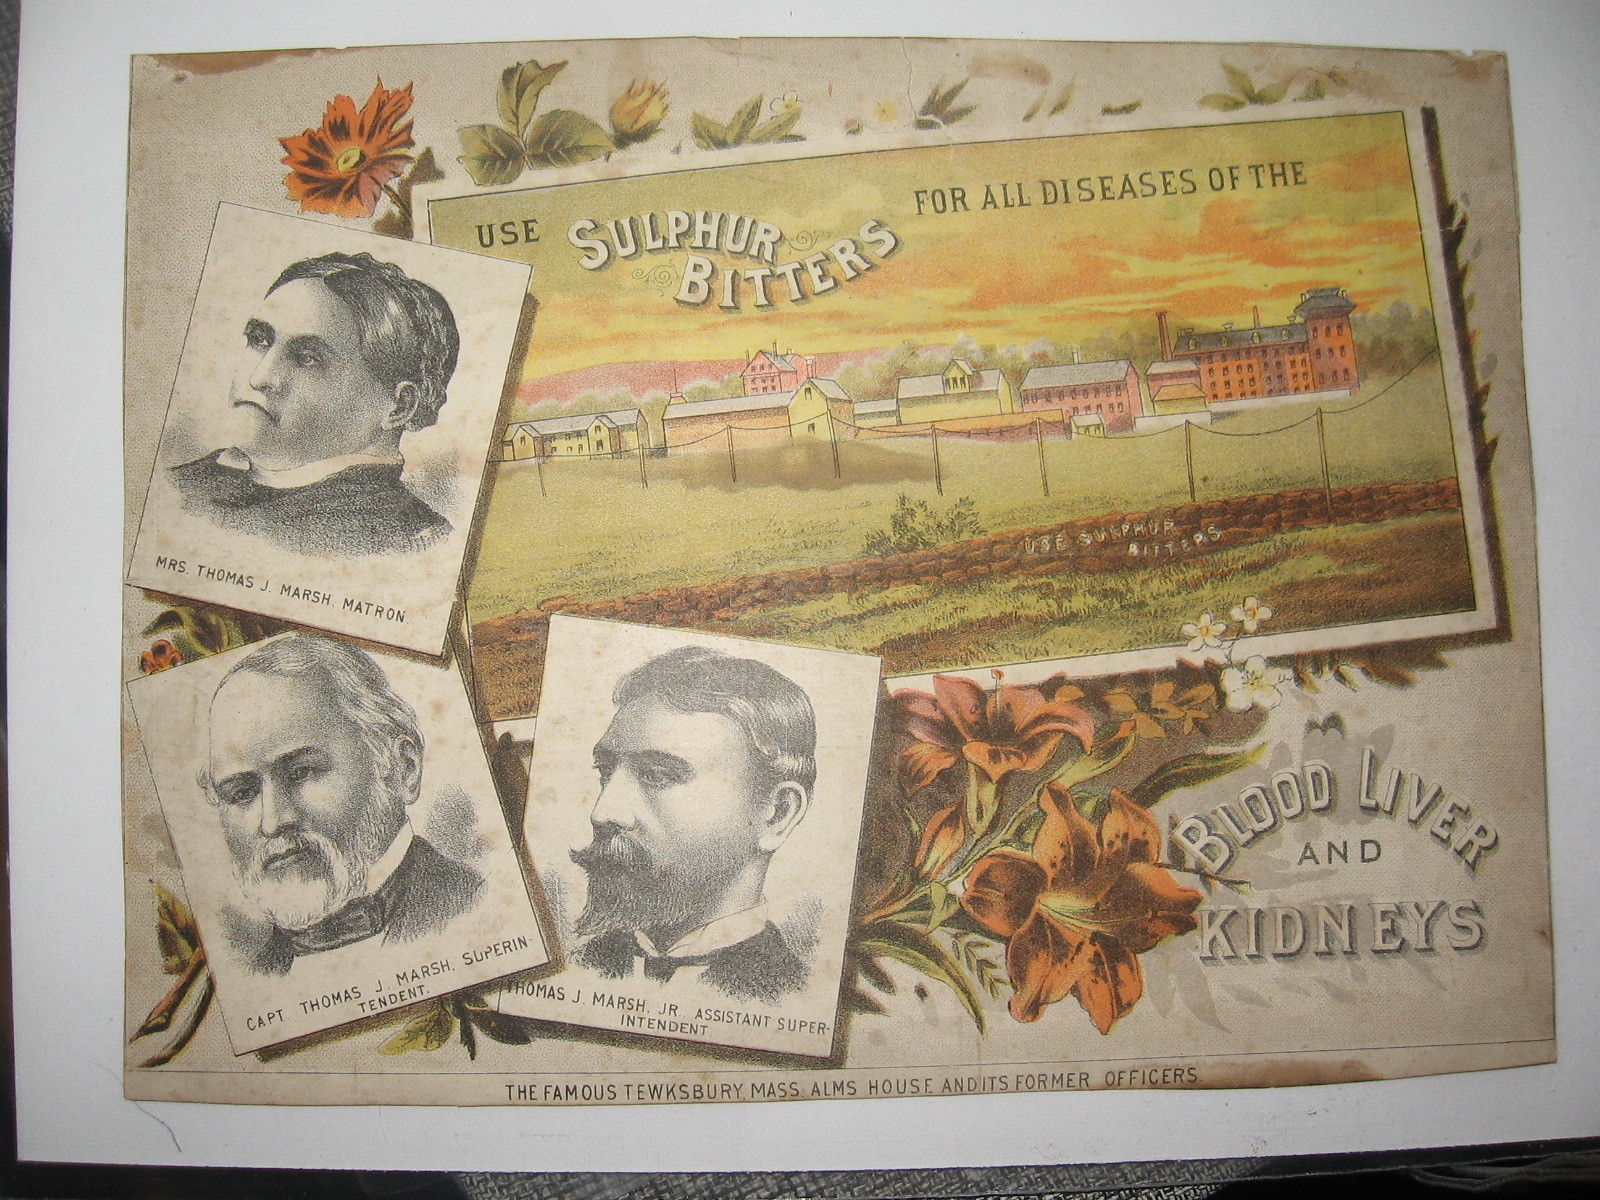 USE SULPHUR BITTERS FOR ALL DISEASES OF THE
USE SULPHUR
BITTERS
MRS. THOMAS J. MARSH. MATRON.
CAPT THOMAS J. MARSH. SUPERIN-
TENDENT.
THOMAS J. MARSH. JR. ASSISTANT SUPER-
INTENDENT.
BLOOD LIVER
AND
KIDNEYS
THE FAMOUS TEWKSBURY, MASS. ALMS HOUSE AND ITS FORMER OFFICERS.